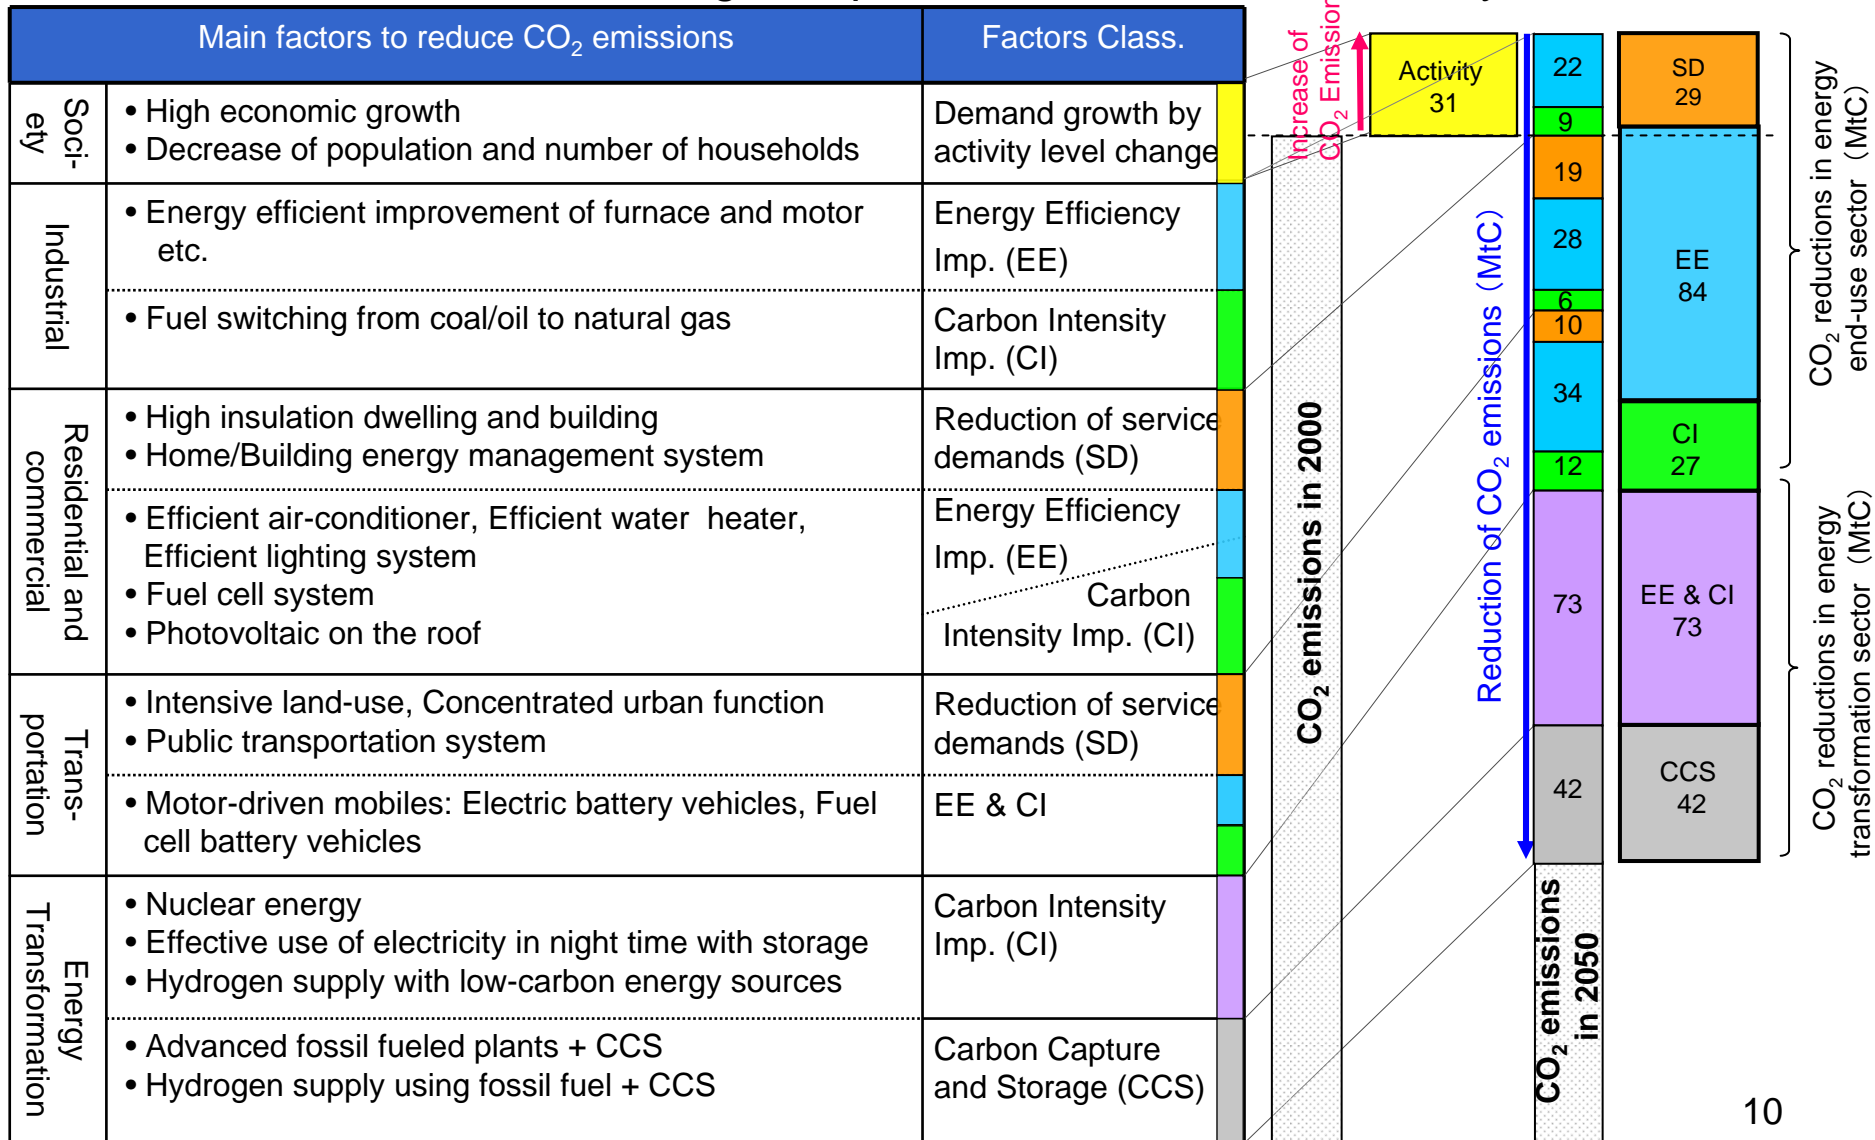 Main factors to reduce CO₂ emissions
Factors Class.
Soci-
ety
• High economic growth
• Decrease of population and number of households
Demand growth by
activity level change
Industrial
• Energy efficient improvement of furnace and motor
etc.
Energy Efficiency
Imp. (EE)
• Fuel switching from coal/oil to natural gas
Carbon Intensity
Imp. (CI)
Residential and
commercial
• High insulation dwelling and building
• Home/Building energy management system
Reduction of service
demands (SD)
• Efficient air-conditioner, Efficient water heater,
Efficient lighting system
• Fuel cell system
• Photovoltaic on the roof
Energy Efficiency
Imp. (EE)
Carbon
Intensity Imp. (CI)
Trans-
portation
• Intensive land-use, Concentrated urban function
• Public transportation system
Reduction of service
demands (SD)
• Motor-driven mobiles: Electric battery vehicles, Fuel
cell battery vehicles
EE & CI
Energy
Transformation
• Nuclear energy
• Effective use of electricity in night time with storage
• Hydrogen supply with low-carbon energy sources
Carbon Intensity
Imp. (CI)
• Advanced fossil fueled plants + CCS
• Hydrogen supply using fossil fuel + CCS
Carbon Capture
and Storage (CCS)
CO₂ emissions in 2000
Increase of
CO₂ Emission
Activity
31
Reduction of CO₂ emissions (MtC)
22
9
19
28
6
10
34
12
73
42
CO₂ emissions
in 2050
SD
29
EE
84
CI
27
EE & CI
73
CCS
42
CO₂ reductions in energy
end-use sector (MtC)
CO₂ reductions in energy
transformation sector (MtC)
10